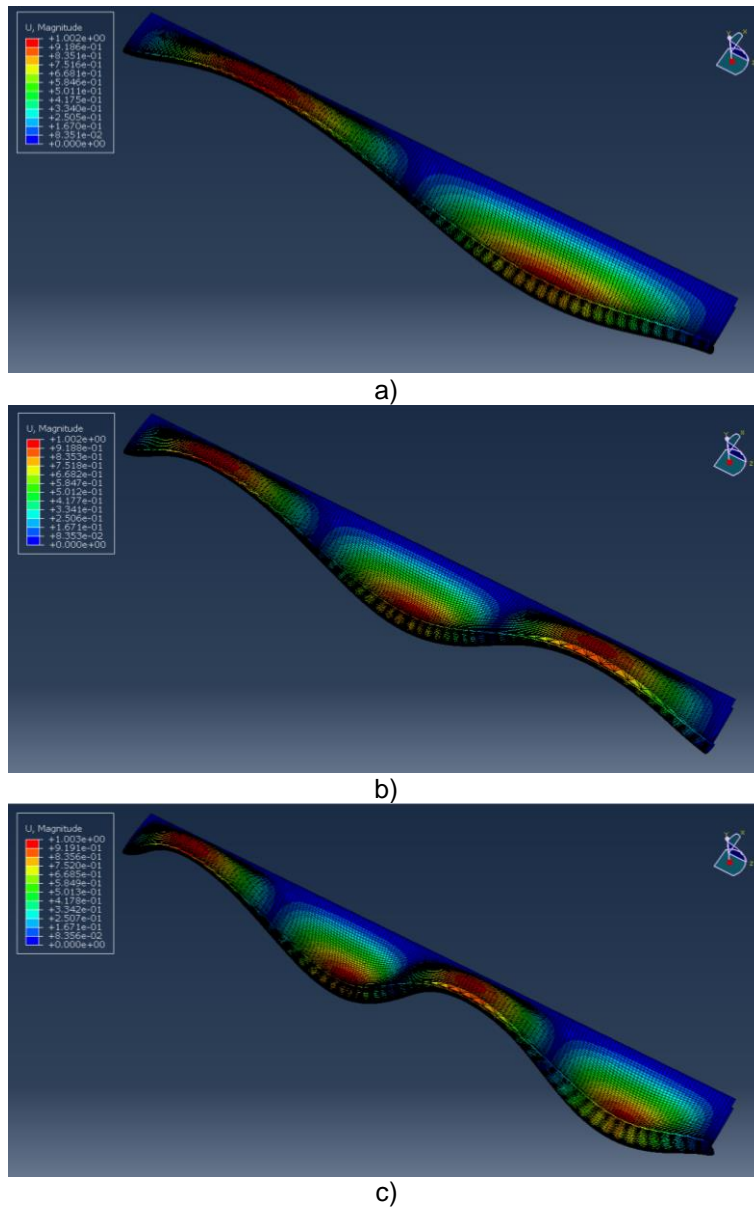 U, Magnitude
+1.002e+00
+9.186e-01
+8.351e-01
+7.516e-01
+6.681e-01
+5.846e-01
+5.011e-01
+4.175e-01
+3.340e-01
+2.505e-01
+1.670e-01
+8.351e-02
+0.000e+00
Y
X
a)
U, Magnitude
+1.002e+00
+9.188e-01
+8.353e-01
+7.518e-01
+6.682e-01
+5.847e-01
+5.012e-01
+4.177e-01
+3.341e-01
+2.506e-01
+1.671e-01
+8.353e-02
+0.000e+00
Y
X
Z
b)
U, Magnitude
+1.003e+00
+9.191e-01
+8.356e-01
+7.520e-01
+6.685e-01
+5.849e-01
+5.013e-01
+4.178e-01
+3.342e-01
+2.507e-01
+1.671e-01
+8.356e-02
+0.000e+00
Y
X
Z
c)